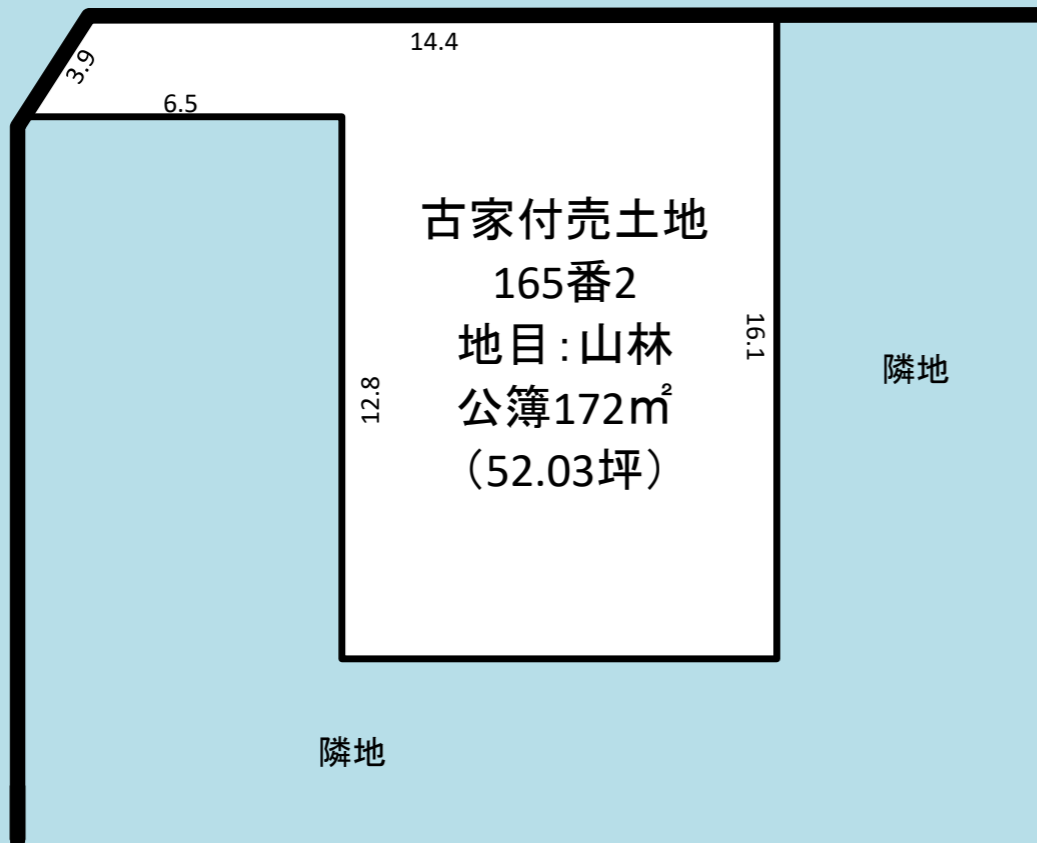 14.4
3.9
6.5
古家付売土地
165番2
地目：山林
公簿172㎡
（52.03坪）
16.1
12.8
隣地
隣地